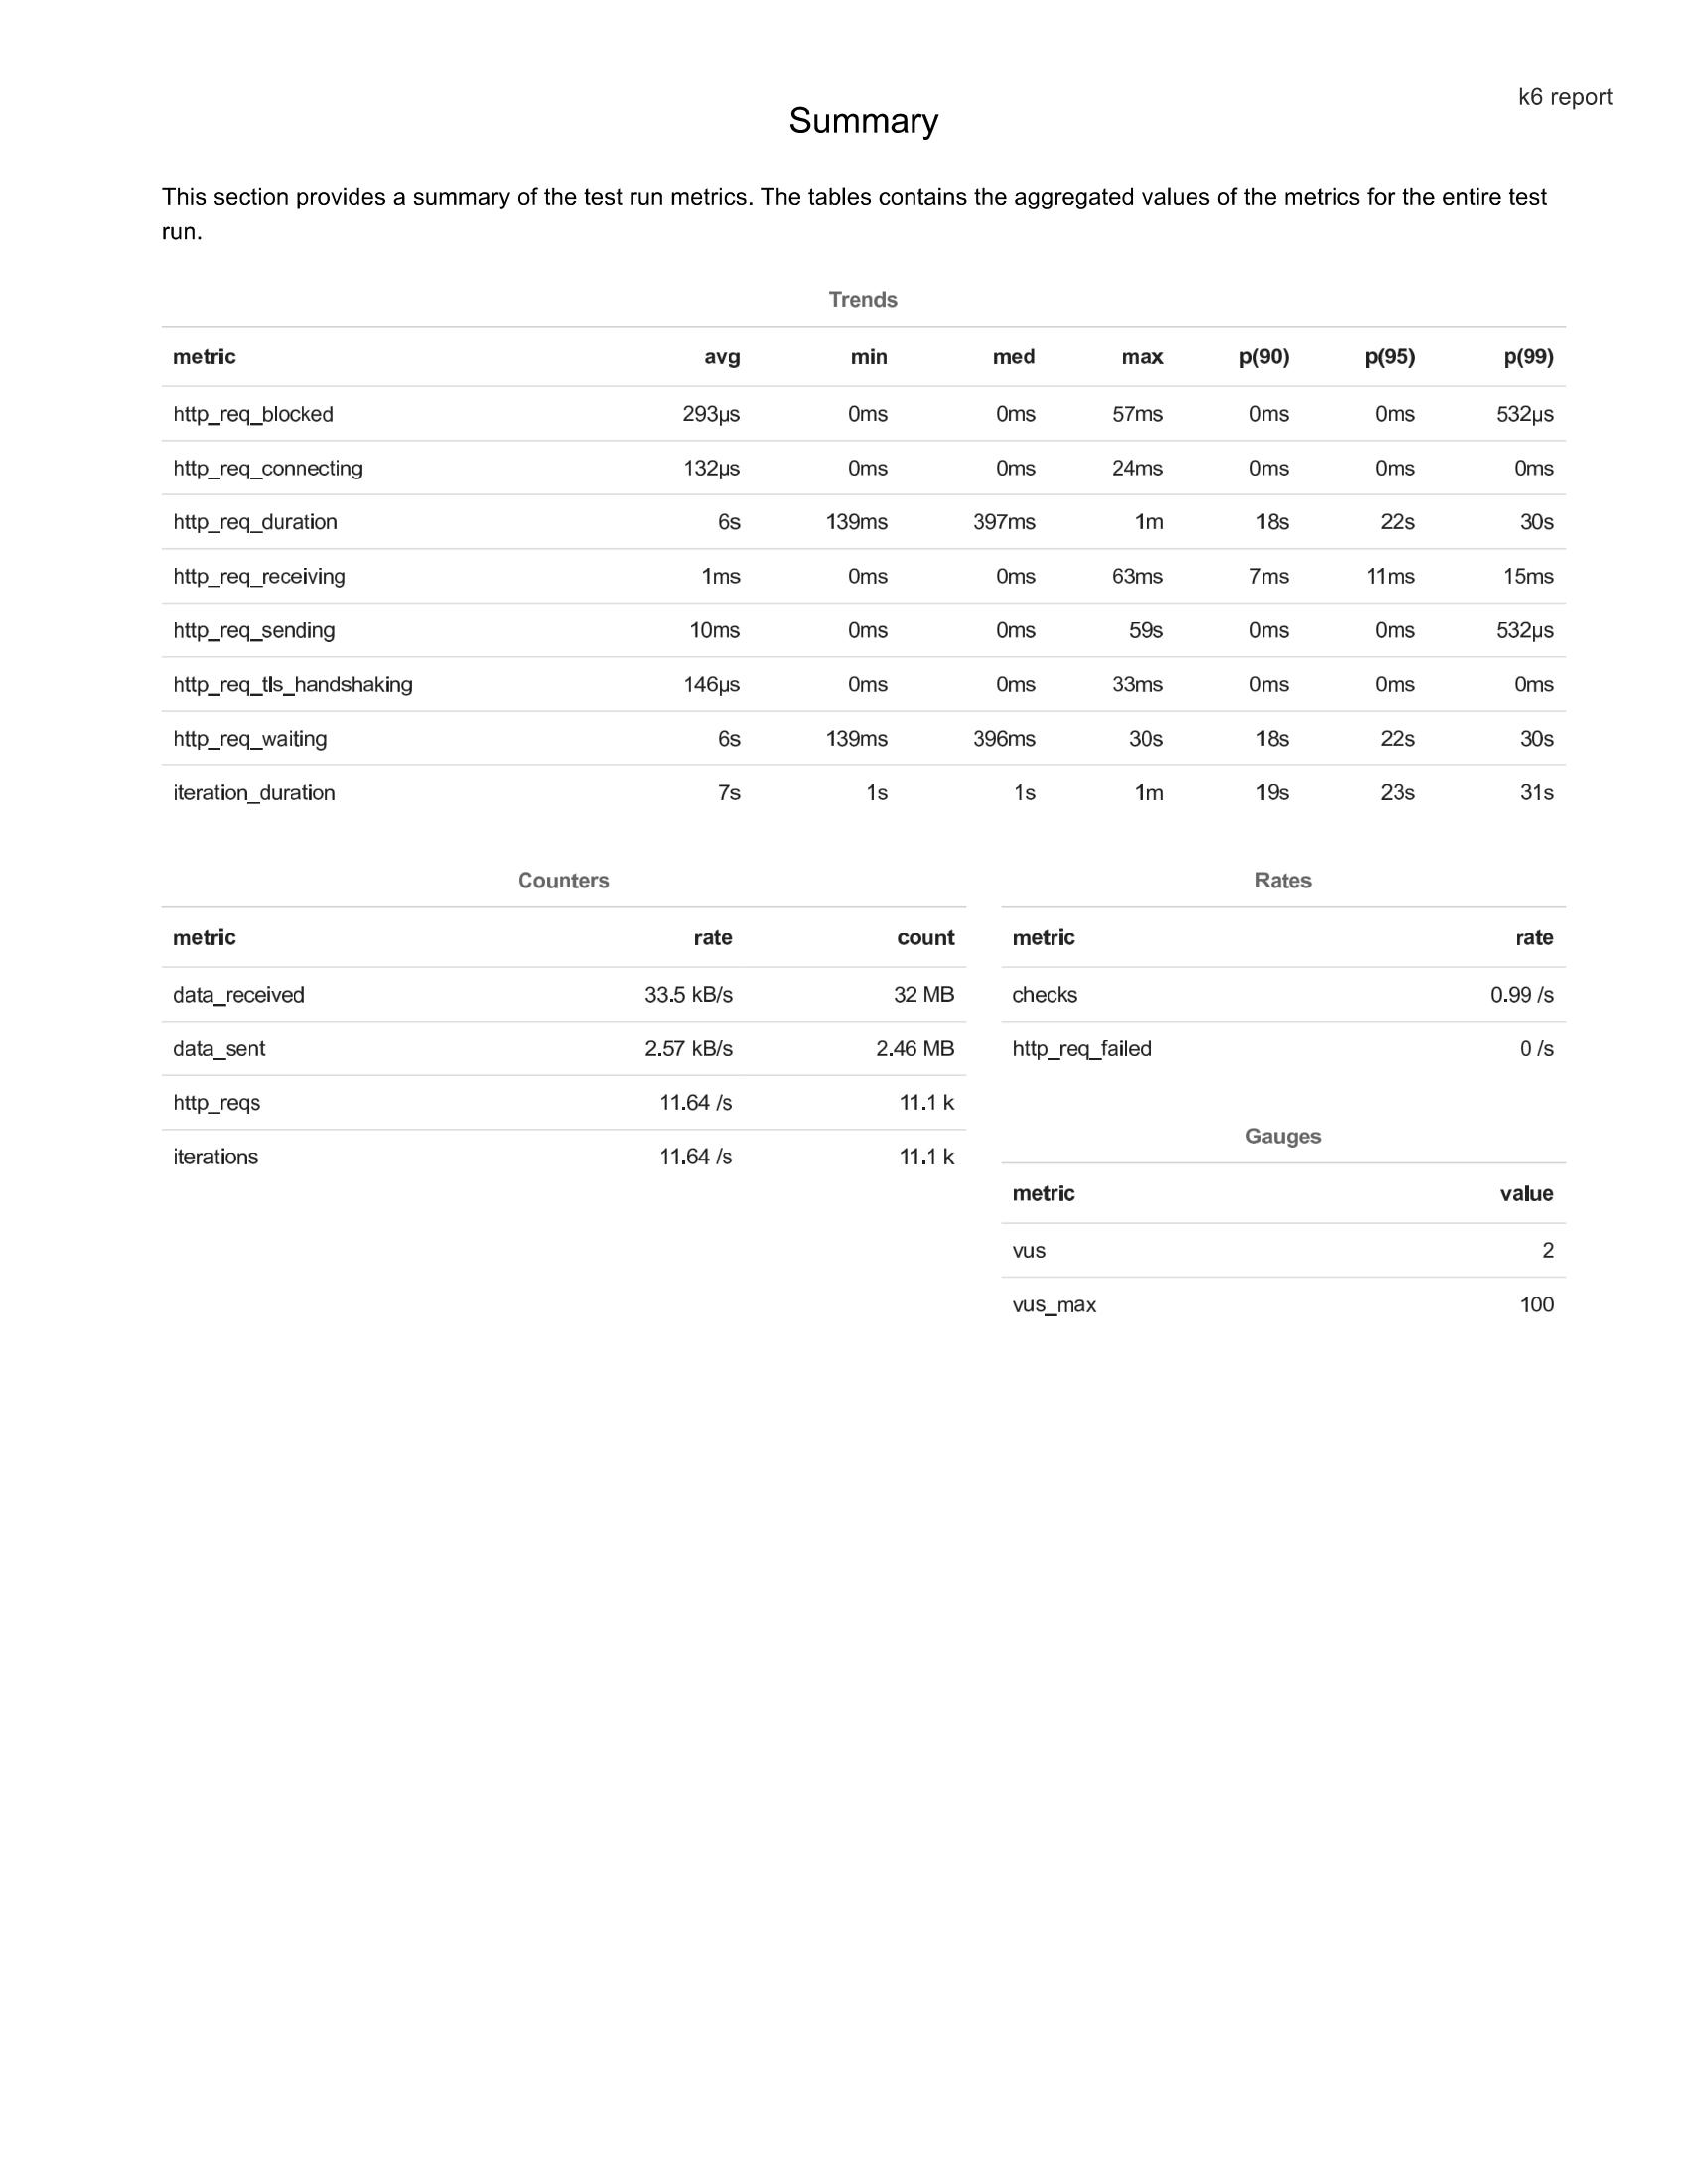 k6 report
Summary
This section provides a summary of the test run metrics. The tables contains the aggregated values of the metrics for the entire test
run.
Trends
metric avg min med max p(90) p(95) p(99)
http_req_blocked 293µs 0ms 0ms 57ms 0ms 0ms 532µs
http_req_connecting 132µs 0ms 0ms 24ms 0ms 0ms 0ms
http_req_duration 6s 139ms 397ms 1m 18s 22s 30s
http_req_receiving 1ms 0ms 0ms 63ms 7ms 11ms 15ms
http_req_sending 10ms 0ms 0ms 59s 0ms 0ms 532µs
http_req_tls_handshaking 146µs 0ms 0ms 33ms 0ms 0ms 0ms
http_req_waiting 6s 139ms 396ms 30s 18s 22s 30s
iteration_duration 7s 1s 1s 1m 19s 23s 31s
Counters
metric rate count
data_received 33.5 kB/s 32 MB
data_sent 2.57 kB/s 2.46 MB
http_reqs 11.64 /s 11.1 k
iterations 11.64 /s 11.1 k
Rates
metric rate
checks 0.99 /s
http_req_failed 0 /s
Gauges
metric value
vus 2
vus_max 100